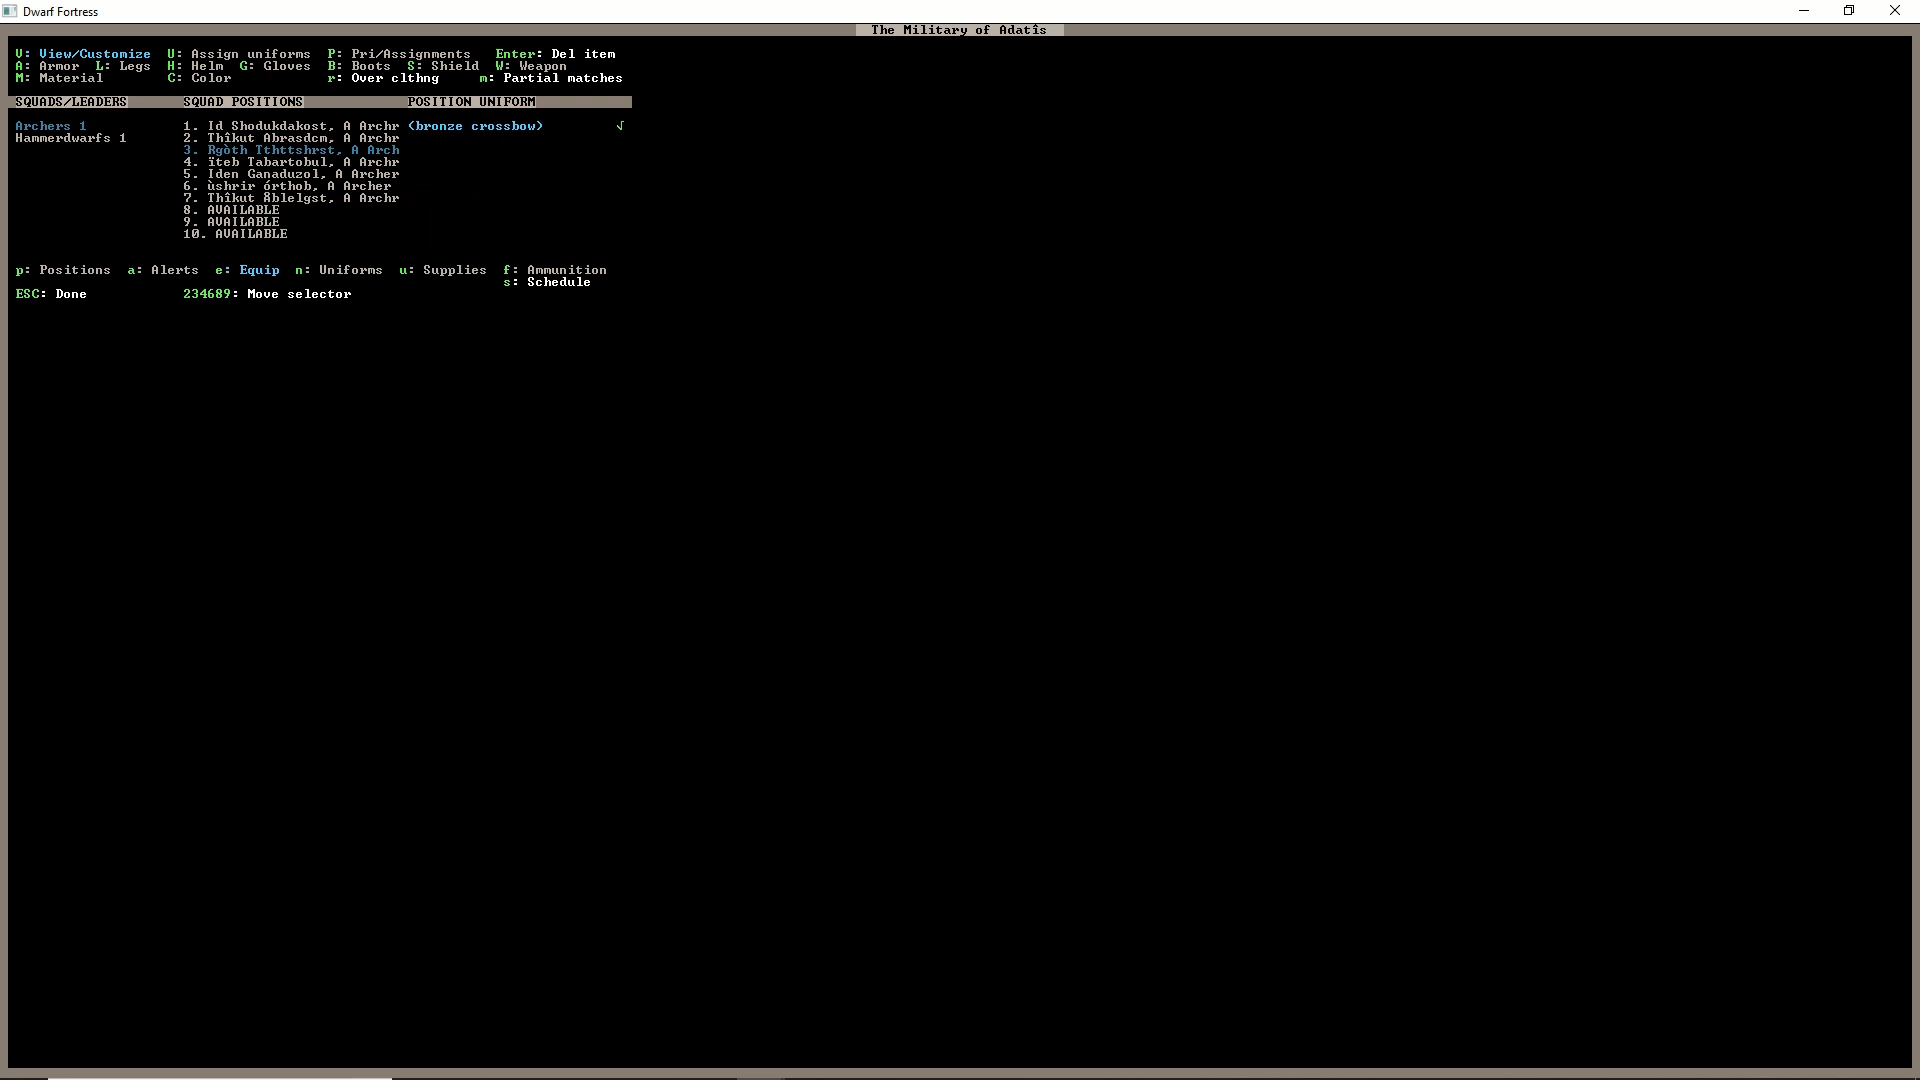 Dwarf Fortress
The Military of Adatîs
V: View/Customize U: Assign uniforms P: Pri/Assignments Enter: Del item
A: Armor L: Legs H: Helm G: Gloves B: Boots S: Shield W: Weapon
M: Material C: Color r: Over clthng m: Partial matches
SQUADS/LEADERS SQUAD POSITIONS POSITION UNIFORM
Archers 1 1. Id Shodukdakost, A Archr (bronze crossbow) √
Hammerdwarfs 1 2. Thîkut Abrasdcm, A Archr
3. Rgòth Tthttshrst, A Arch
4. ïteb Tabartobul, A Archr
5. Iden Ganaduzol, A Archer
6. ùshrir órthob, A Archer
7. Thîkut Åblelgst, A Archr
8. AVAILABLE
9. AVAILABLE
10. AVAILABLE
p: Positions a: Alerts e: Equip n: Uniforms u: Supplies f: Ammunition
s: Schedule
ESC: Done 234689: Move selector